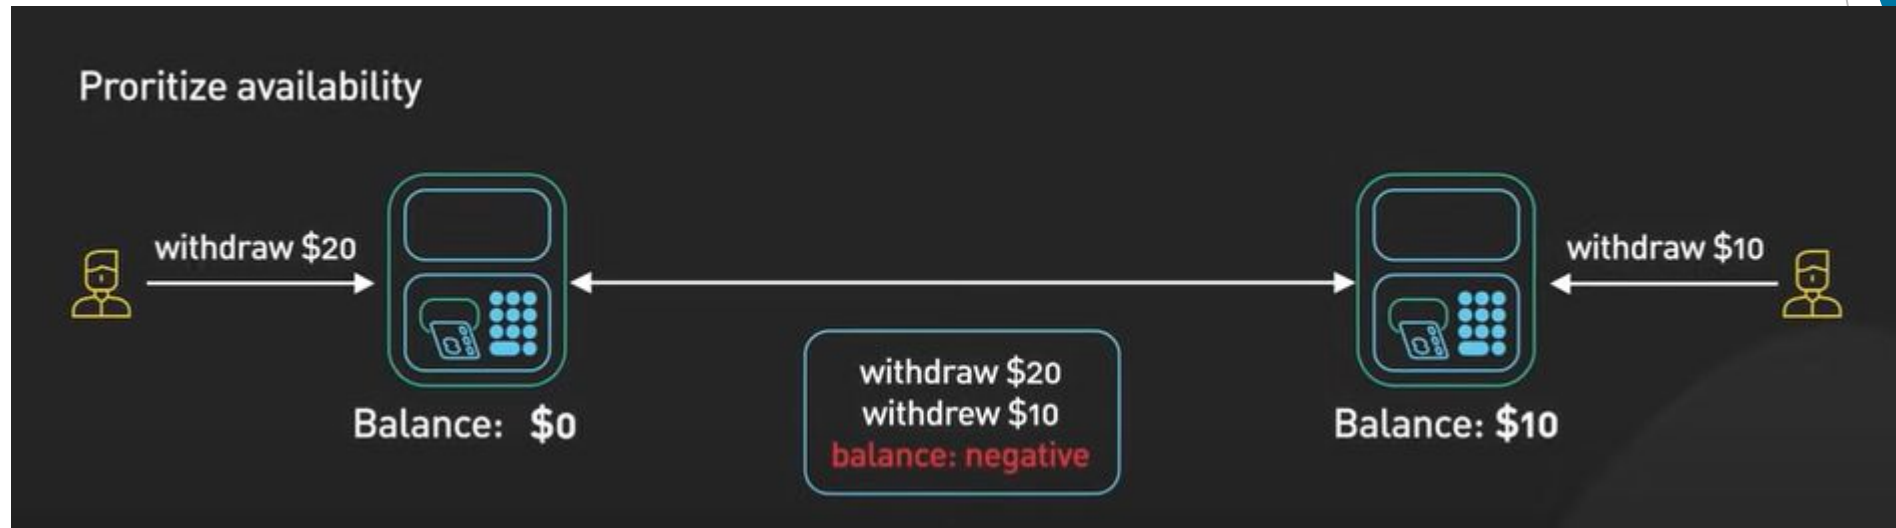 Proritize availability
withdraw $20
withdraw $10
Balance: $0
withdraw $20
withdrew $10
balance: negative
Balance: $10